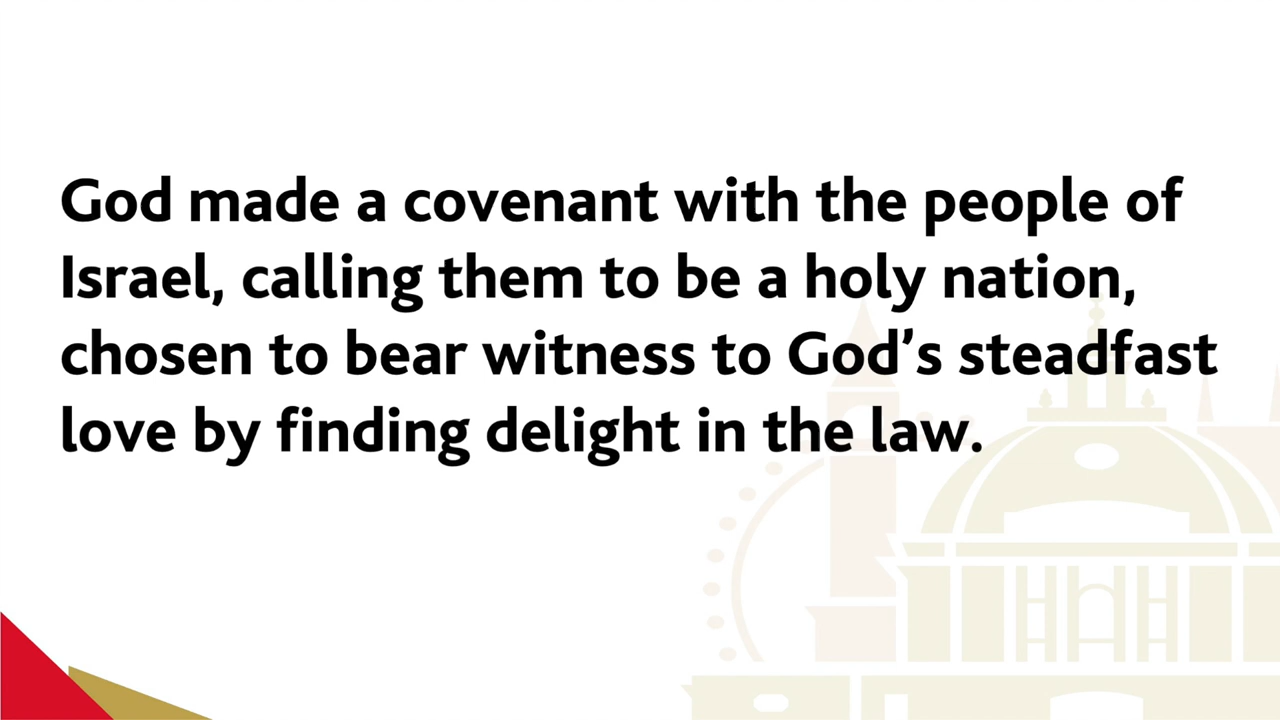 God made a covenant with the people of
Israel, calling them to be a holy nation,
chosen to bear witness to God’s steadfast
love by finding delight in the law.